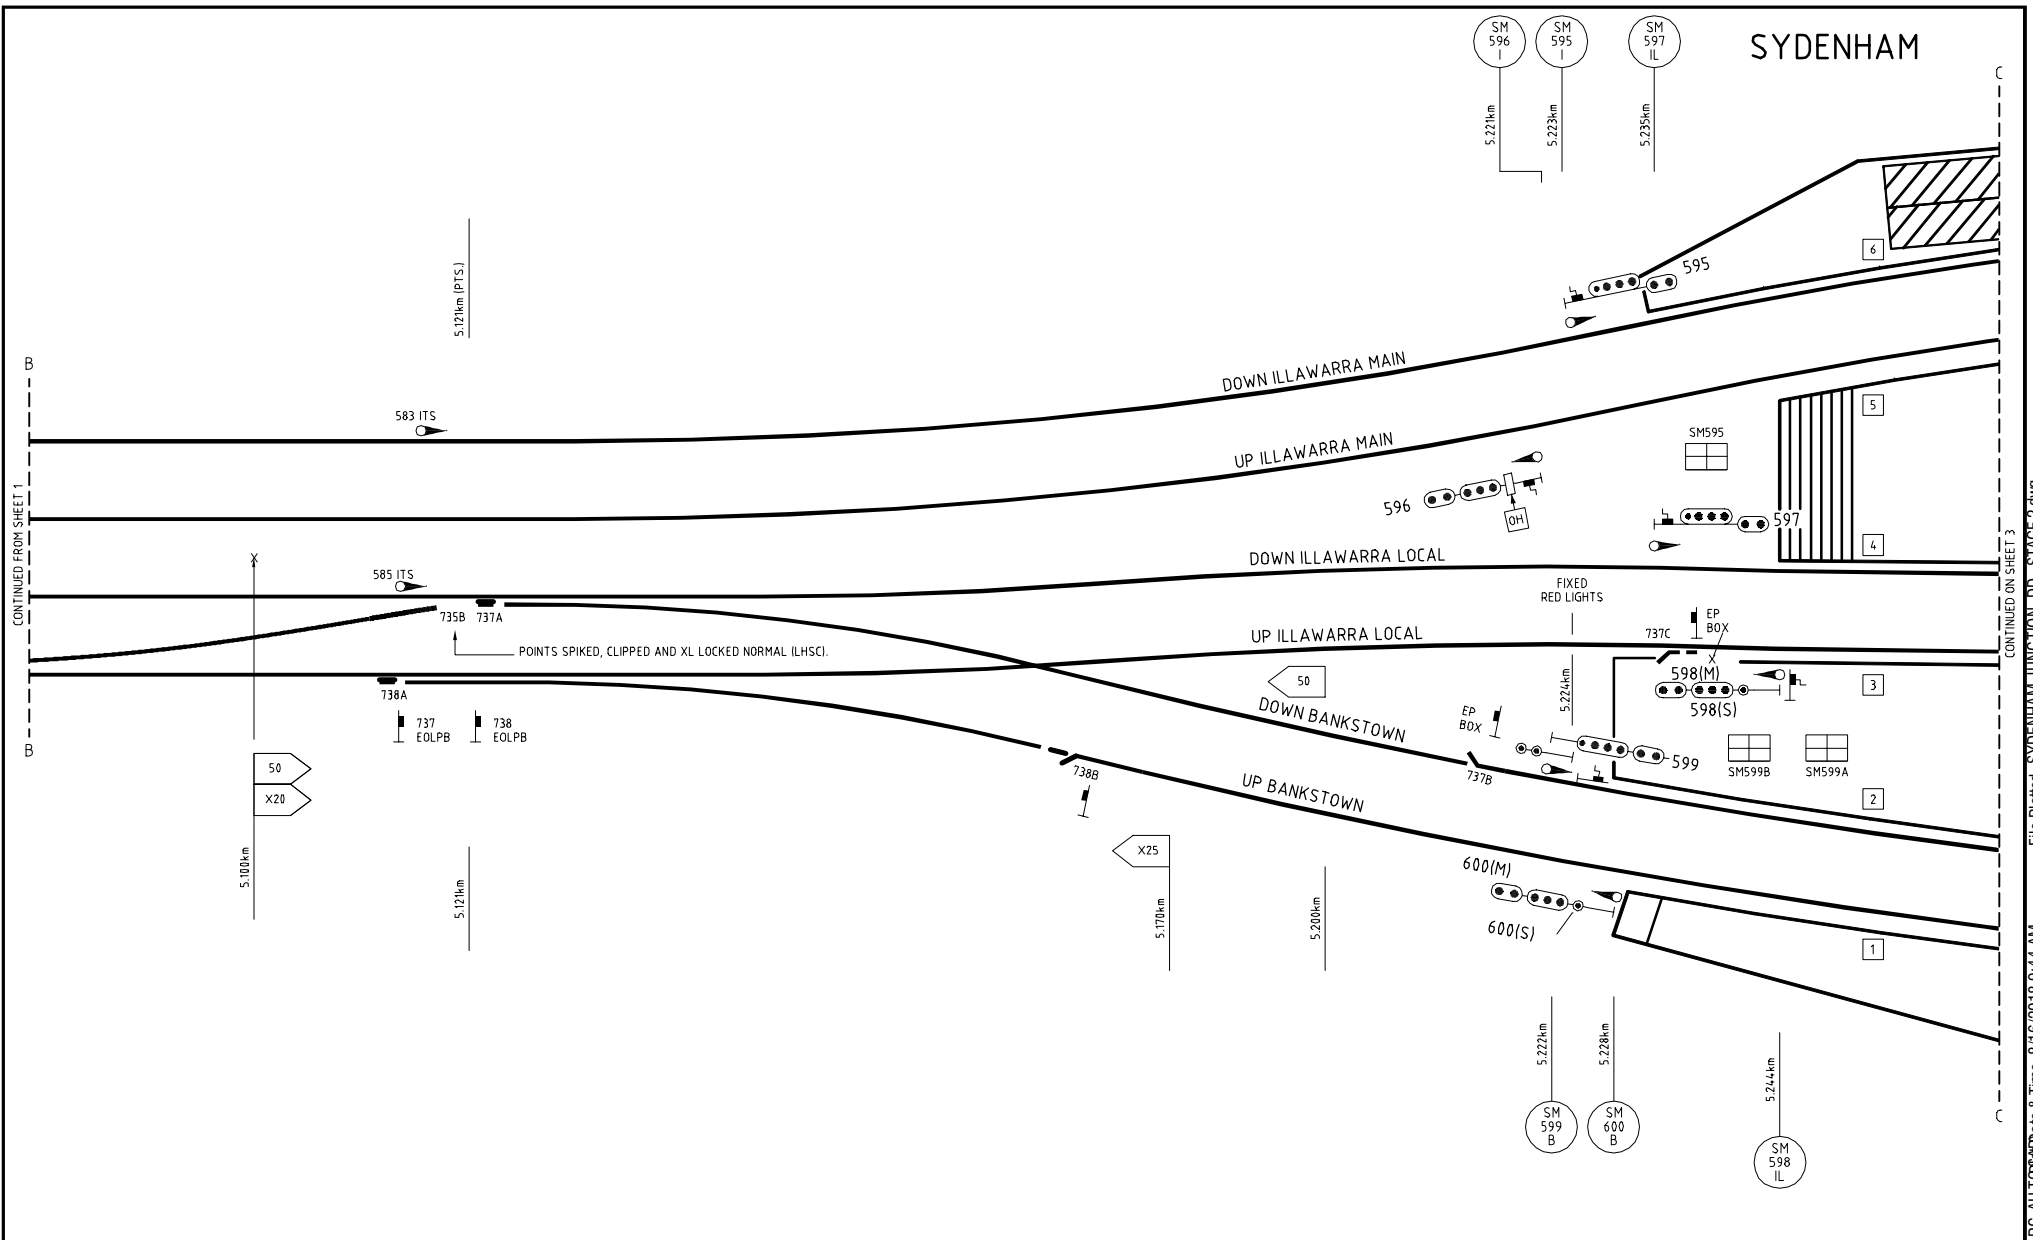 SYDENHAM
SM
596
I
SM
595
I
SM
597
IL
5.221km
5.223km
5.235km
C
5.121km (PTS.)
6
595
B
DOWN ILLAWARRA MAIN
583 ITS
5
UP ILLAWARRA MAIN
SM595
596
OH
597
CONTINUED FROM SHEET 1
CONTINUED ON SHEET 3
4
X
DOWN ILLAWARRA LOCAL
585 ITS
FIXED
RED LIGHTS
735B
737A
EP
BOX
737C
UP ILLAWARRA LOCAL
POINTS SPIKED, CLIPPED AND XL LOCKED NORMAL (LHSC).
X
598(M)
50
5.224km
3
738A
598(S)
DOWN BANKSTOWN
EP
BOX
737
EOLPB
738
EOLPB
B
599
50
738B
737B
SM599B
SM599A
X20
UP BANKSTOWN
2
X25
5.100km
5.121km
600(M)
5.170km
5.200km
600(S)
1
5.222km
5.228km
5.244km
C
SM
599
B
SM
600
B
SM
598
IL